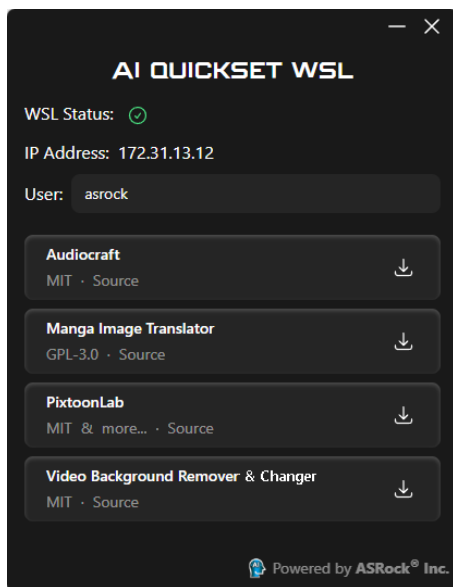 AI QUICKSET WSL
WSL Status:
IP Address: 172.31.13.12
User: asrock
Audiocraft
MIT · Source
Manga Image Translator
GPL-3.0 · Source
PixtoonLab
MIT & more... · Source
Video Background Remover & Changer
MIT · Source
Powered by ASRock® Inc.